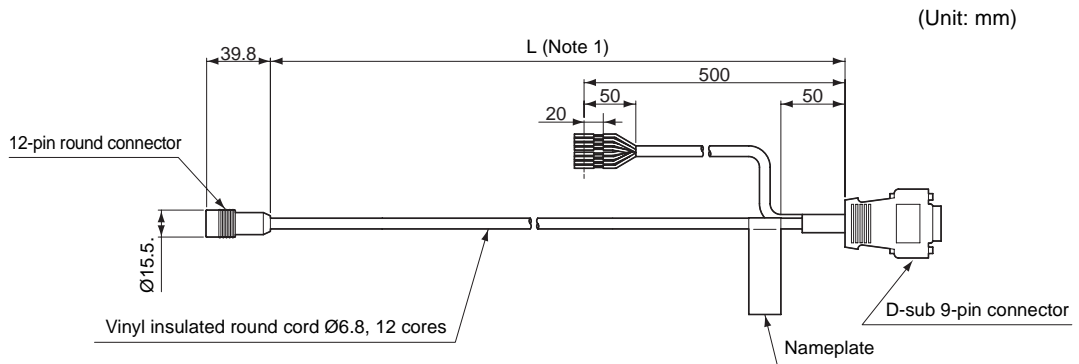 (Unit: mm)
L (Note 1)
39.8
500
50
50
20
12-pin round connector
Ø15.5.
Vinyl insulated round cord Ø6.8, 12 cores
D-sub 9-pin connector
Nameplate